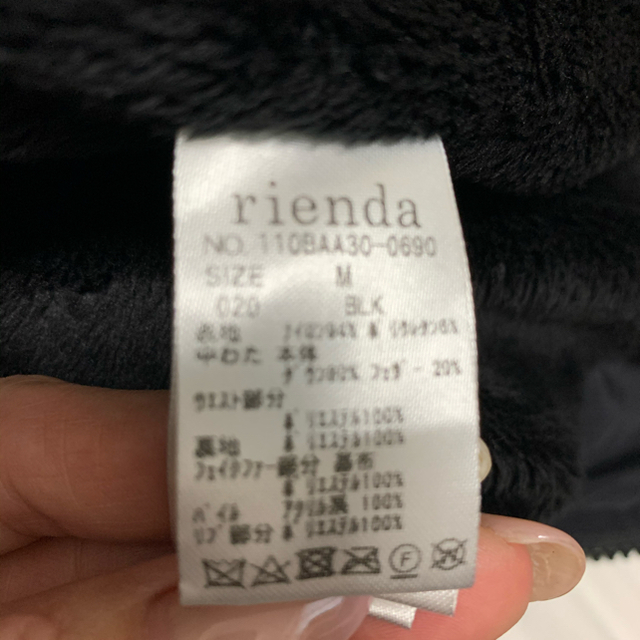 rienda
NO. 110BAA30-0690
SIZE M
020 BLK
表地 ナイロン94% ポリウレタン6%
中わた 本体
ダウン80% フェザー20%
ウエスト部分
ポリエステル100%
裏地 ポリエステル100%
フェイクファー部分 基布
ポリエステル100%
パイル アクリル 100%
リブ部分 ポリエステル100%
F